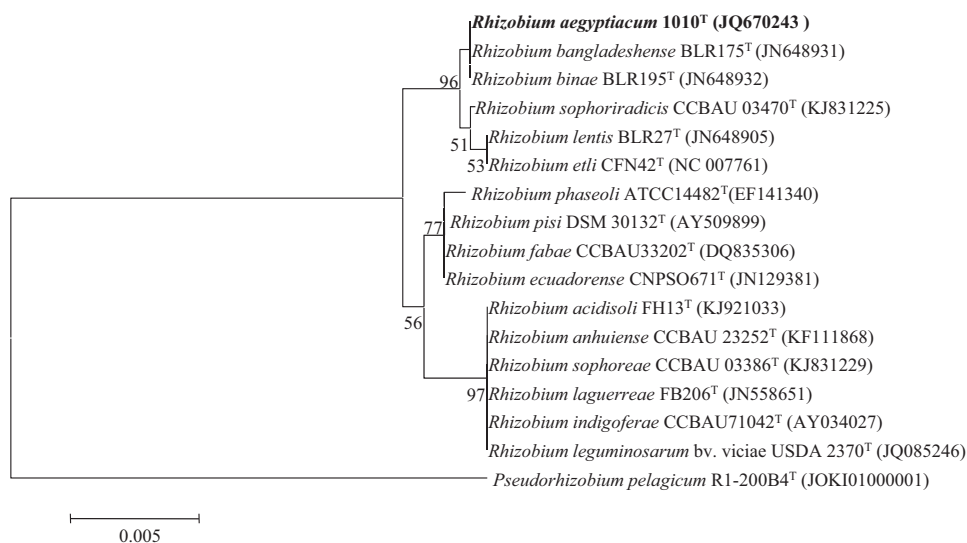 Rhizobium aegyptiacum 1010ᵀ (JQ670243 )
Rhizobium bangladeshense BLR175ᵀ (JN648931)
Rhizobium binae BLR195ᵀ (JN648932)
96
Rhizobium sophoriradicis CCBAU 03470ᵀ (KJ831225)
Rhizobium lentis BLR27ᵀ (JN648905)
51
Rhizobium etli CFN42ᵀ (NC 007761)
53
Rhizobium phaseoli ATCC14482ᵀ(EF141340)
Rhizobium pisi DSM 30132ᵀ (AY509899)
77
Rhizobium fabae CCBAU33202ᵀ (DQ835306)
Rhizobium ecuadorense CNPSO671ᵀ (JN129381)
Rhizobium acidisoli FH13ᵀ (KJ921033)
56
Rhizobium anhuiense CCBAU 23252ᵀ (KF111868)
Rhizobium sophoreae CCBAU 03386ᵀ (KJ831229)
Rhizobium laguerreae FB206ᵀ (JN558651)
97
Rhizobium indigoferae CCBAU71042ᵀ (AY034027)
Rhizobium leguminosarum bv. viciae USDA 2370ᵀ (JQ085246)
Pseudorhizobium pelagicum R1-200B4ᵀ (JOKI01000001)
0.005